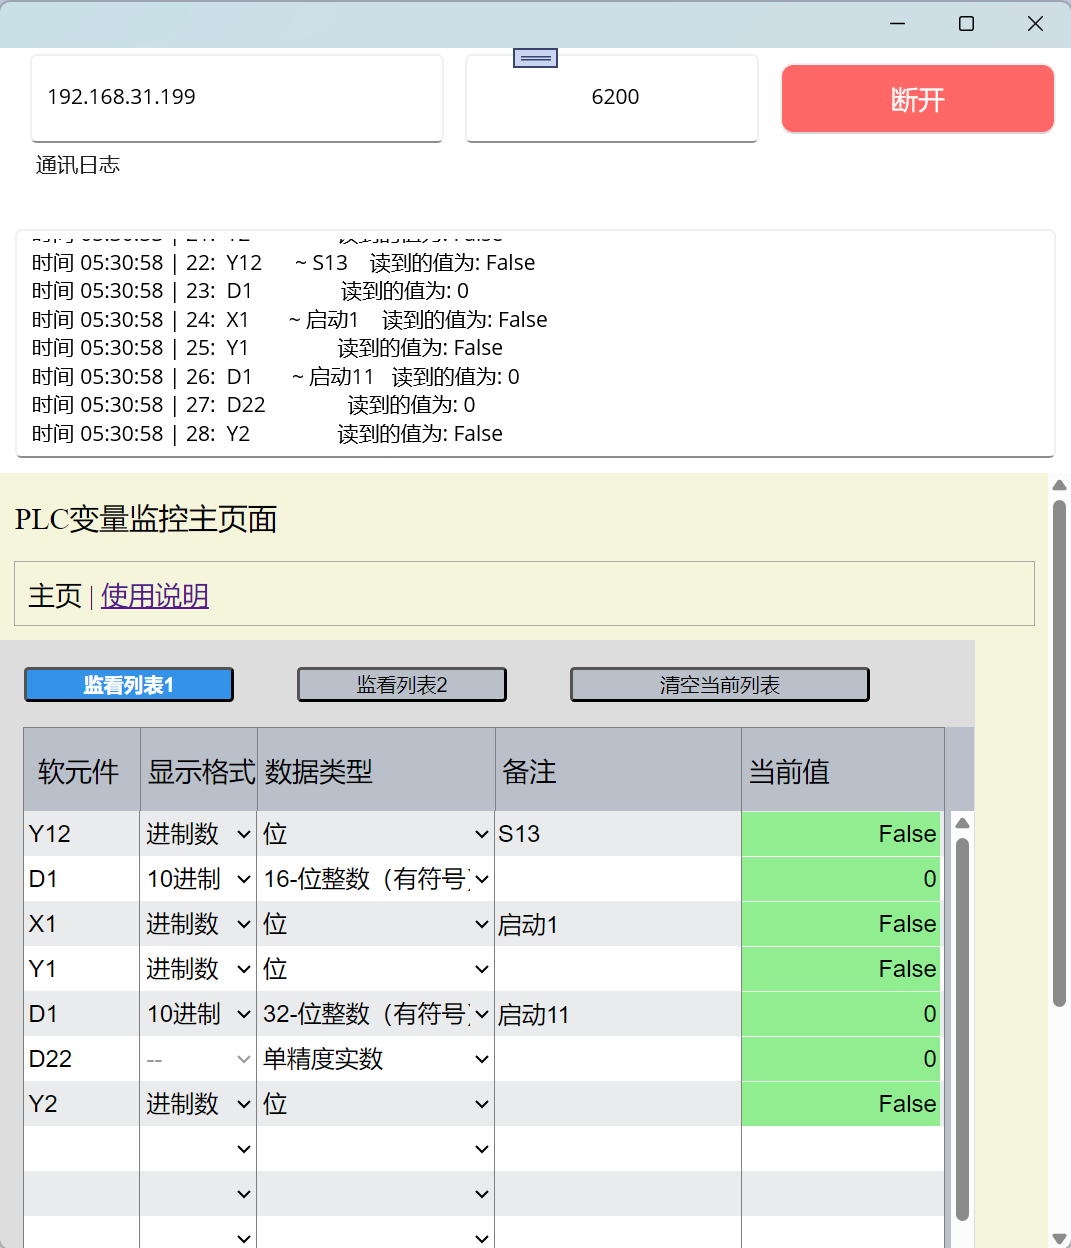 192.168.31.199
6200
断开
通讯日志
时间 05:30:58 | 22: Y12 ~ S13 读到的值为: False
时间 05:30:58 | 23: D1 读到的值为: 0
时间 05:30:58 | 24: X1 ~ 启动1 读到的值为: False
时间 05:30:58 | 25: Y1 读到的值为: False
时间 05:30:58 | 26: D1 ~ 启动11 读到的值为: 0
时间 05:30:58 | 27: D22 读到的值为: 0
时间 05:30:58 | 28: Y2 读到的值为: False
PLC变量监控主页面
主页 | 使用说明
监看列表1 监看列表2 清空当前列表
软元件 显示格式 数据类型 备注 当前值
Y12 进制数 位 S13 False
D1 10进制 16-位整数（有符号 0
X1 进制数 位 启动1 False
Y1 进制数 位 False
D1 10进制 32-位整数（有符号 启动11 0
D22 -- 单精度实数 0
Y2 进制数 位 False